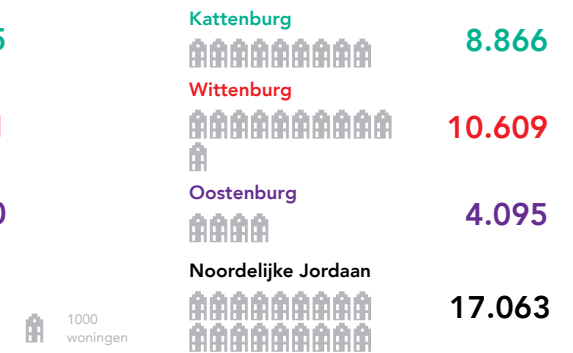 Kattenburg
8.866
Wittenburg
10.609
Oostenburg
4.095
Noordelijke Jordaan
17.063
1000
woningen